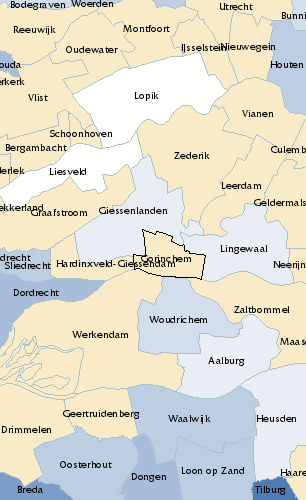 Bodegraven
Woerden
Utrecht
Bunni
Reeuwijk
Montfoort
Oudewater
IJsselstein
Nieuwegein
Houten
ouda
erkerk
Vlist
Lopik
Vianen
Schoonhoven
Bergambacht
Culemb
Zederik
erlek
Liesveld
Leerdam
Geldermals
ekkerland
Graafstroom
Giessenlanden
Lingewaal
drecht
Sliedrecht
Hardinxveld-Giessendam
Gorinchem
Neerijn
Dordrecht
Zaltbommel
Woudrichem
Werkendam
Maas
Aalburg
Geertruidenberg
Drimmelen
Waalwijk
Heusden
Oosterhout
Dongen
Loon op Zand
Haare
Breda
Tilburg